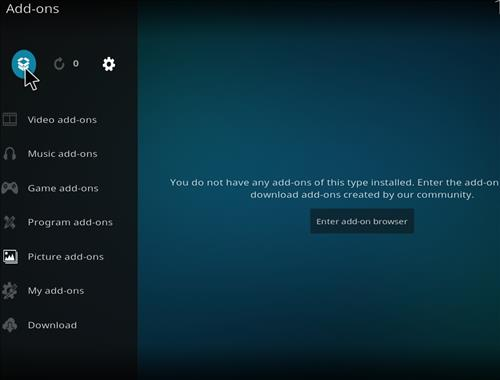 Add-ons
0
Video add-ons
Music add-ons
Game add-ons
Program add-ons
Picture add-ons
My add-ons
Download
You do not have any add-ons of this type installed. Enter the add-on
download add-ons created by our community.
Enter add-on browser